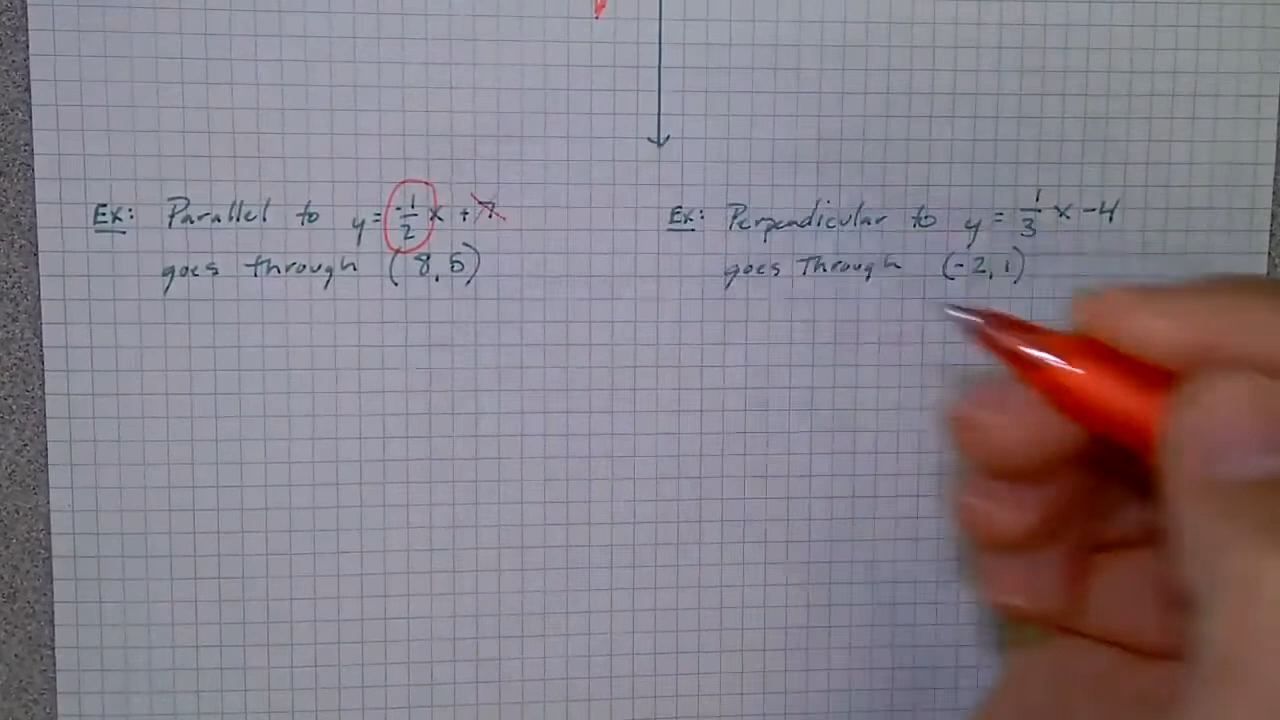 Ex: Parallel to y = -1/2 x + 7
goes through (8, 5)
Ex: Perpendicular to y = 1/3 x - 4
goes Through (-2, 1)